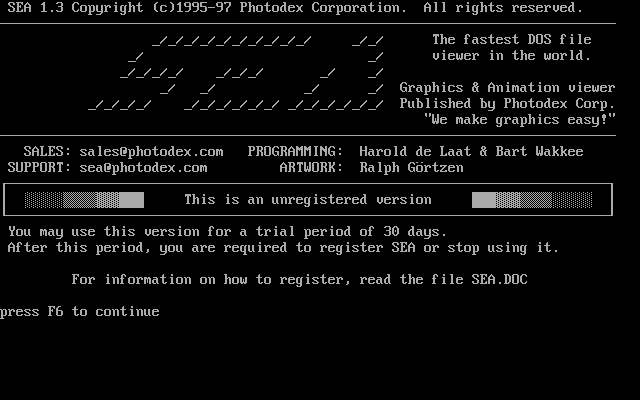 SEA 1.3 Copyright (c)1995-97 Photodex Corporation.  All rights reserved.
The fastest DOS file
viewer in the world.
Graphics & Animation viewer
Published by Photodex Corp.
"We make graphics easy!"
SALES: sales@photodex.com   PROGRAMMING:  Harold de Laat & Bart Wakkee
SUPPORT: sea@photodex.com   ARTWORK:  Ralph Görtzen
This is an unregistered version
You may use this version for a trial period of 30 days.
After this period, you are required to register SEA or stop using it.
For information on how to register, read the file SEA.DOC
press F6 to continue